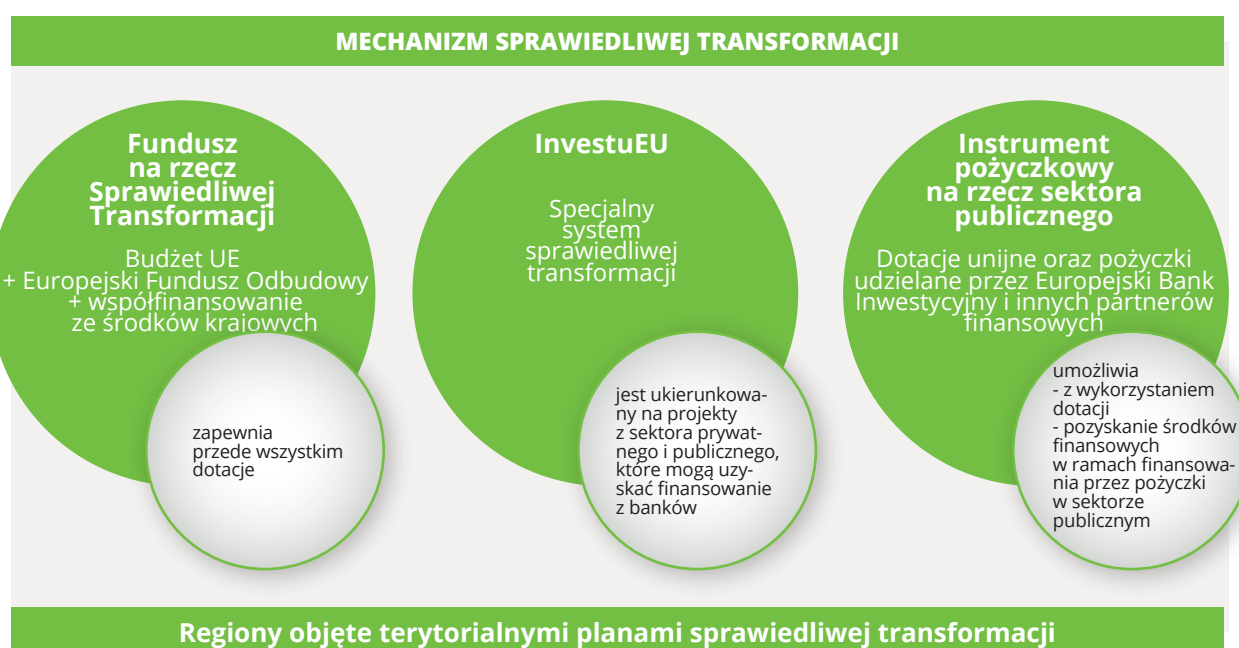 MECHANIZM SPRAWIEDLIWEJ TRANSFORMACJI
Fundusz
na rzecz
Sprawiedliwej
Transformacji
Budżet UE
+ Europejski Fundusz Odbudowy
+ współfinansowanie
ze środków krajowych
zapewnia
przede wszystkim
dotacje
InvestuEU
Specjalny
system
sprawiedliwej
transformacji
jest ukierunkowa-
ny na projekty
z sektora prywat-
nego i publicznego,
które mogą uzy-
skać finansowanie
z banków
Instrument
pożyczkowy
na rzecz sektora
publicznego
Dotacje unijne oraz pożyczki
udzielane przez Europejski Bank
Inwestycyjny i innych partnerów
finansowych
umożliwia
- z wykorzystaniem
dotacji
- pozyskanie środków
finansowych
w ramach finansowa-
nia przez pożyczki
w sektorze
publicznym
Regiony objęte terytorialnymi planami sprawiedliwej transformacji